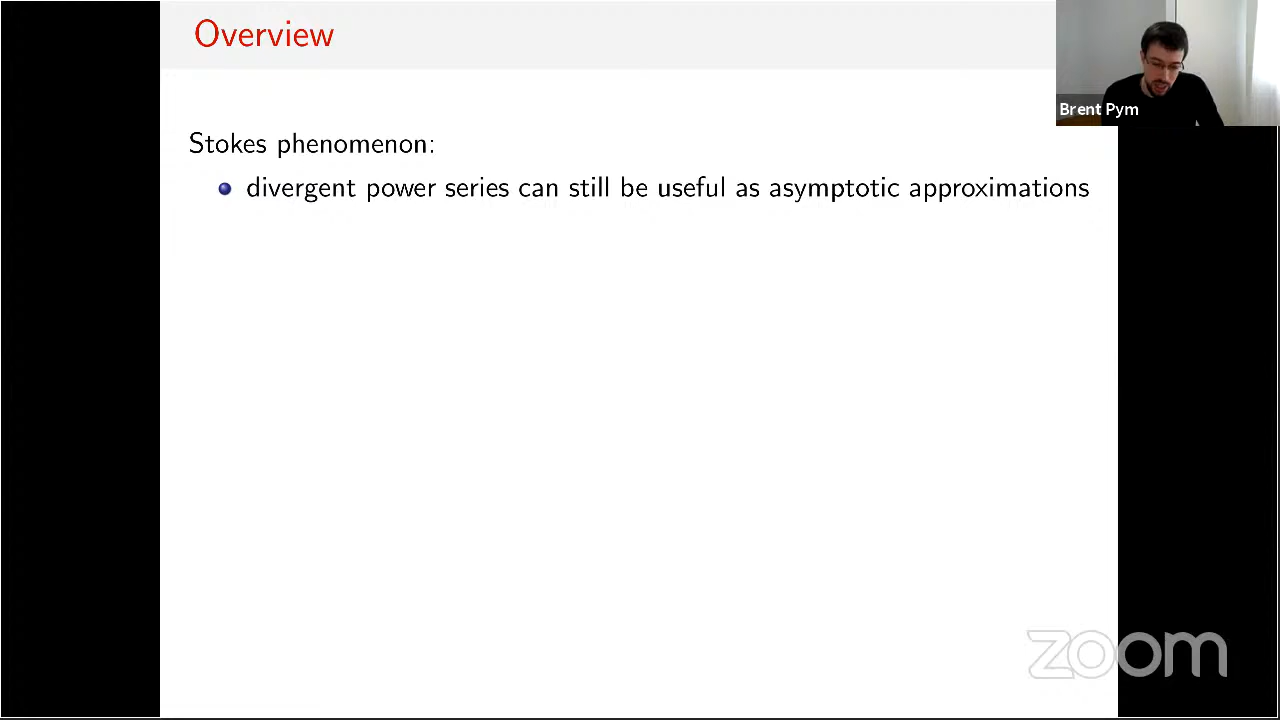 Overview
Brent Pym
Stokes phenomenon:
divergent power series can still be useful as asymptotic approximations
zoom